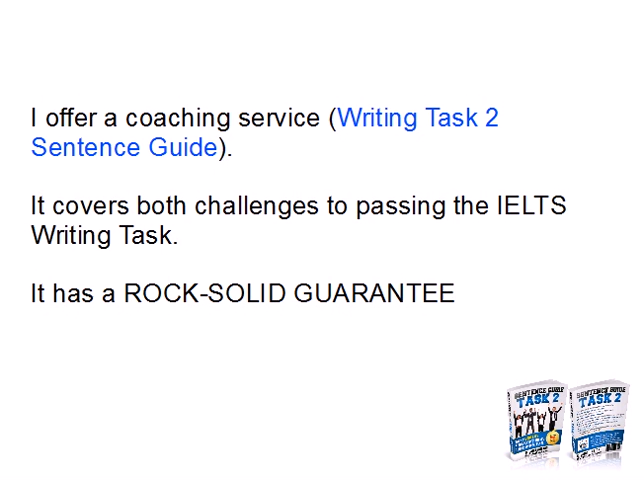 I offer a coaching service (Writing Task 2
Sentence Guide).
It covers both challenges to passing the IELTS
Writing Task.
It has a ROCK-SOLID GUARANTEE
SENTENCE GUIDE
TASK 2
SENTENCE GUIDE
TASK 2